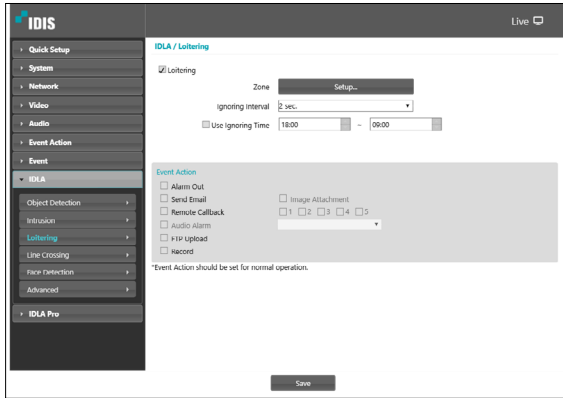 IDIS
Live
Quick Setup
System
Network
Video
Audio
Event Action
Event
IDLA
Object Detection
Intrusion
Loitering
Line Crossing
Face Detection
Advanced
IDLA Pro
IDLA / Loitering
Loitering
Zone Setup...
Ignoring Interval 2 sec.
Use Ignoring Time 18:00 ~ 09:00
Event Action
Alarm Out
Send Email Image Attachment
Remote Callback 1 2 3 4 5
Audio Alarm
FTP Upload
Record
*Event Action should be set for normal operation.
Save